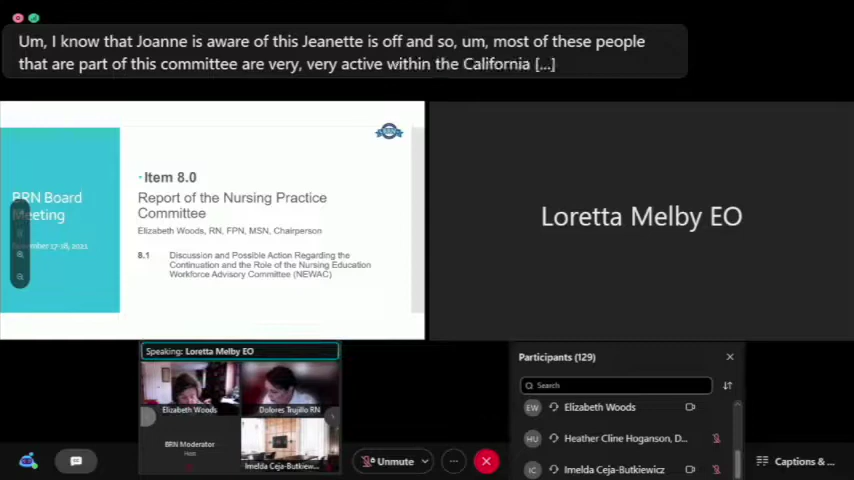 Um, I know that Joanne is aware of this Jeanette is off and so, um, most of these people
that are part of this committee are very, very active within the California [...]
BRN Board
Meeting
November 17-18, 2021
Item 8.0
Report of the Nursing Practice
Committee
Elizabeth Woods, RN, FPN, MSN, Chairperson
8.1 Discussion and Possible Action Regarding the
Continuation and the Role of the Nursing Education
Workforce Advisory Committee (NEWAC)
Loretta Melby EO
Speaking: Loretta Melby EO
Elizabeth Woods
Dolores Trujillo RN
BRN Moderator
Host
Imelda Ceja-Butkiew...
Participants (129)
Search
EW Elizabeth Woods
HU Heather Cline Hoganson, D...
IC Imelda Ceja-Butkiewicz
Unmute
Captions & ...